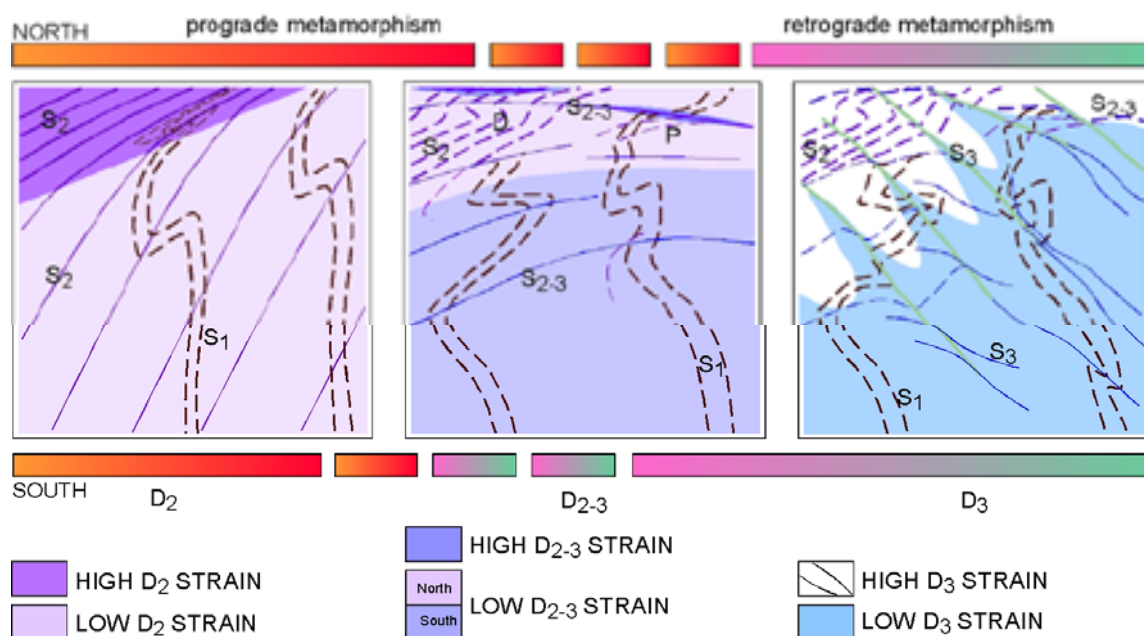 NORTH
prograde metamorphism
retrograde metamorphism
S2
S2
S1
S2
D
S2-3
P
S2-3
S1
S2
S3
S2-3
S3
S1
SOUTH
D2
D2-3
D3
HIGH D2 STRAIN
LOW D2 STRAIN
HIGH D2-3 STRAIN
North
South
LOW D2-3 STRAIN
HIGH D3 STRAIN
LOW D3 STRAIN